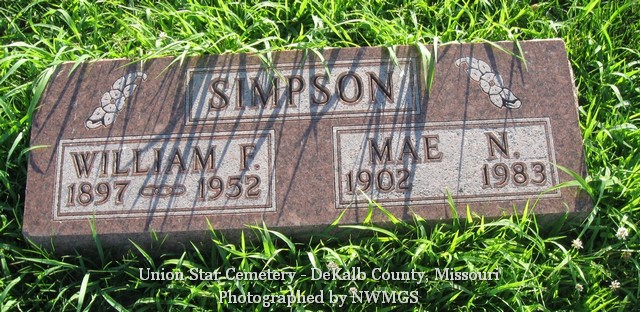 SIMPSON
WILLIAM F.
1897 1952
MAE N.
1902 1983
Union Star Cemetery - DeKalb County, Missouri
Photographed by NWMGS